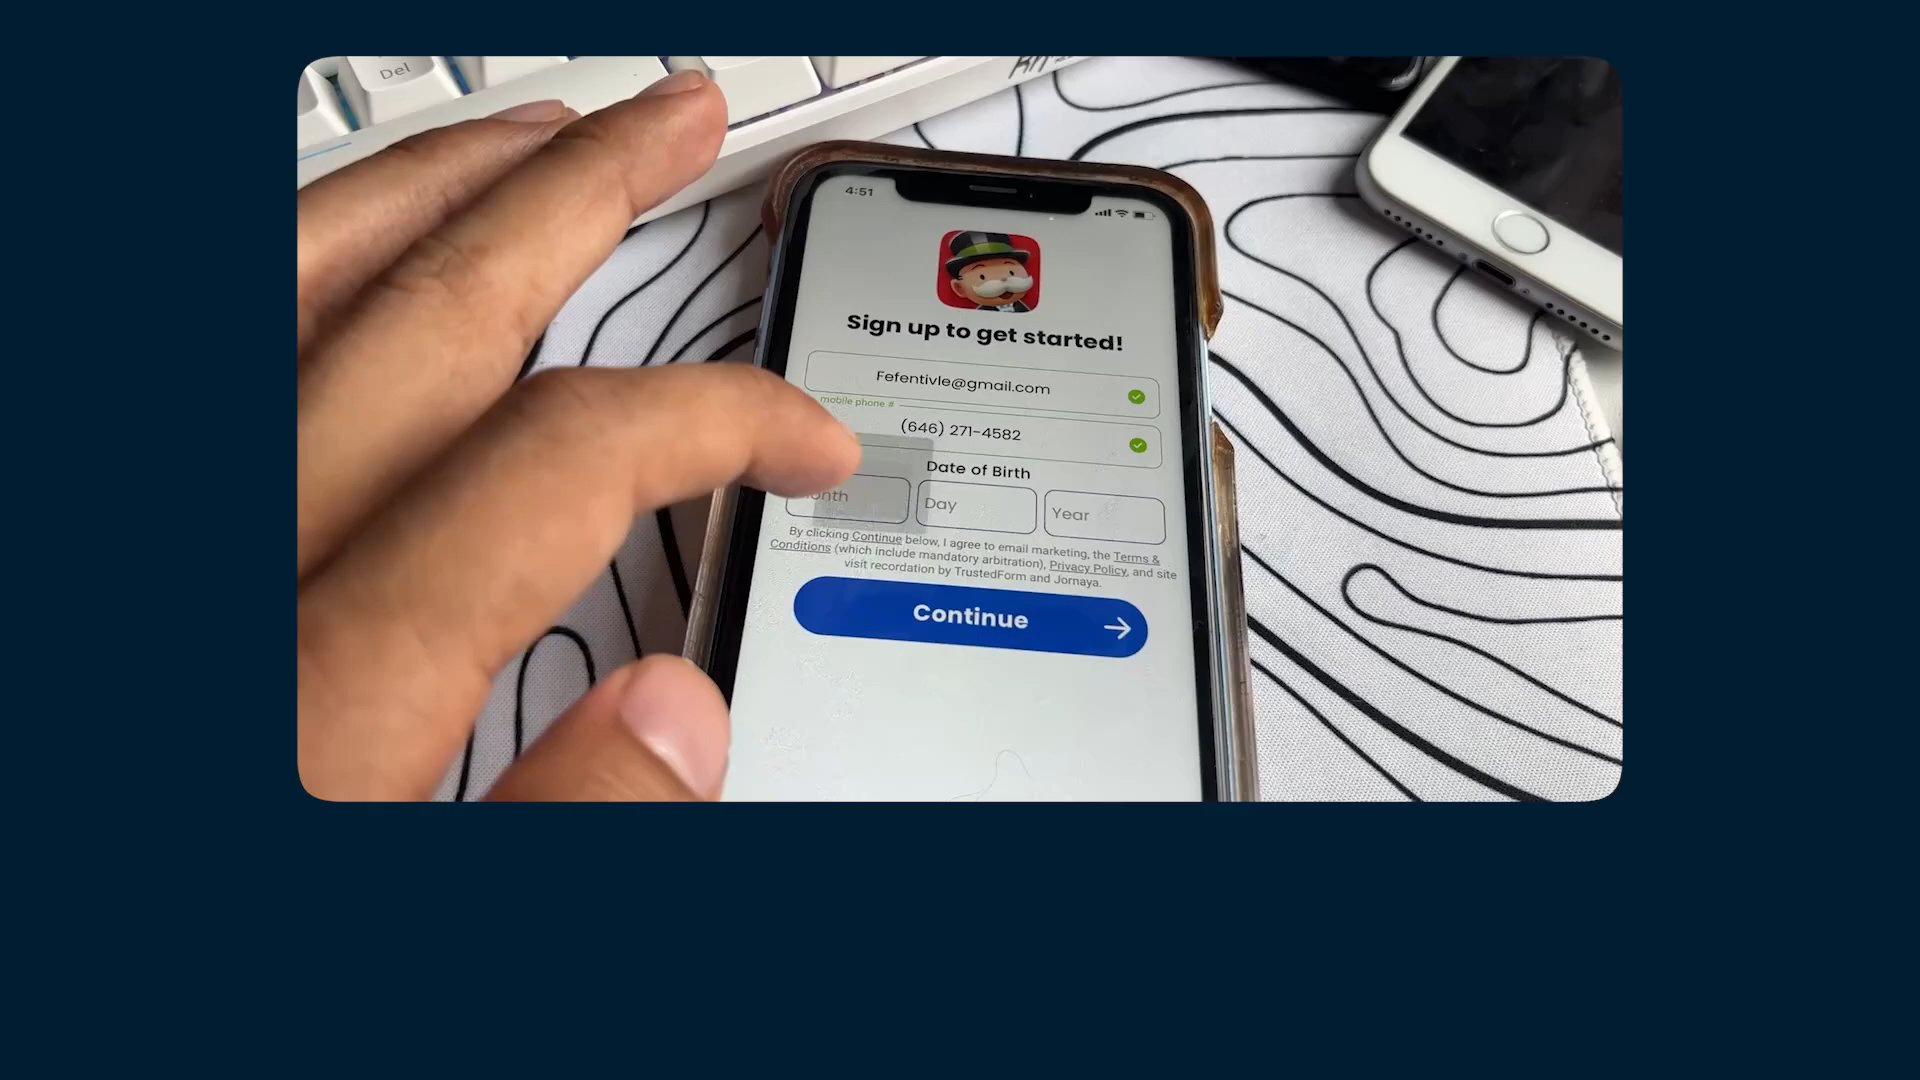 Del
4:51
Sign up to get started!
Fefentivle@gmail.com
mobile phone #
(646) 271-4582
Date of Birth
Day
Year
By clicking Continue below, I agree to email marketing, the Terms &
Conditions (which include mandatory arbitration), Privacy Policy, and site
visit recordation by TrustedForm and Jornaya.
Continue